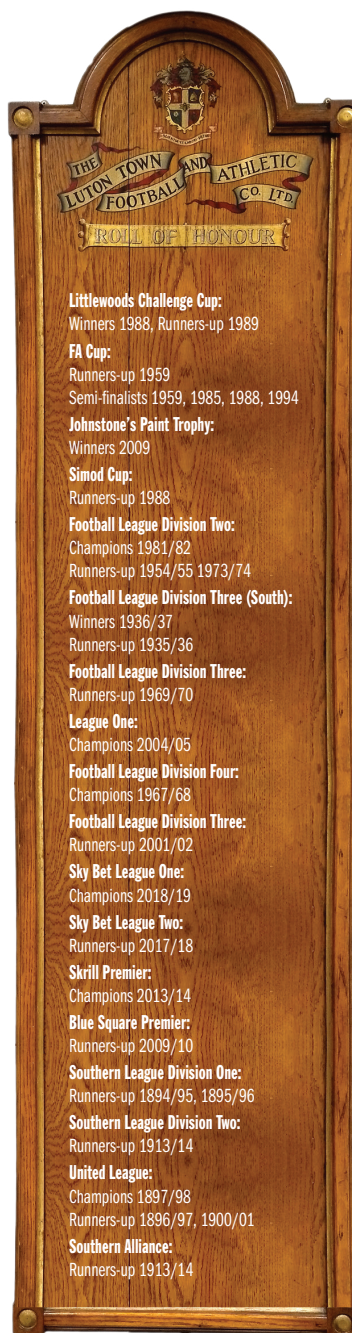 THE
LUTON TOWN
FOOTBALL
AND
ATHLETIC
CO. LTD.
ROLL OF HONOUR
Littlewoods Challenge Cup:
Winners 1988, Runners-up 1989
FA Cup:
Runners-up 1959
Semi-finalists 1959, 1985, 1988, 1994
Johnstone's Paint Trophy:
Winners 2009
Simod Cup:
Runners-up 1988
Football League Division Two:
Champions 1981/82
Runners-up 1954/55 1973/74
Football League Division Three (South):
Winners 1936/37
Runners-up 1935/36
Football League Division Three:
Runners-up 1969/70
League One:
Champions 2004/05
Football League Division Four:
Champions 1967/68
Football League Division Three:
Runners-up 2001/02
Sky Bet League One:
Champions 2018/19
Sky Bet League Two:
Runners-up 2017/18
Skrill Premier:
Champions 2013/14
Blue Square Premier:
Runners-up 2009/10
Southern League Division One:
Runners-up 1894/95, 1895/96
Southern League Division Two:
Runners-up 1913/14
United League:
Champions 1897/98
Runners-up 1896/97, 1900/01
Southern Alliance:
Runners-up 1913/14